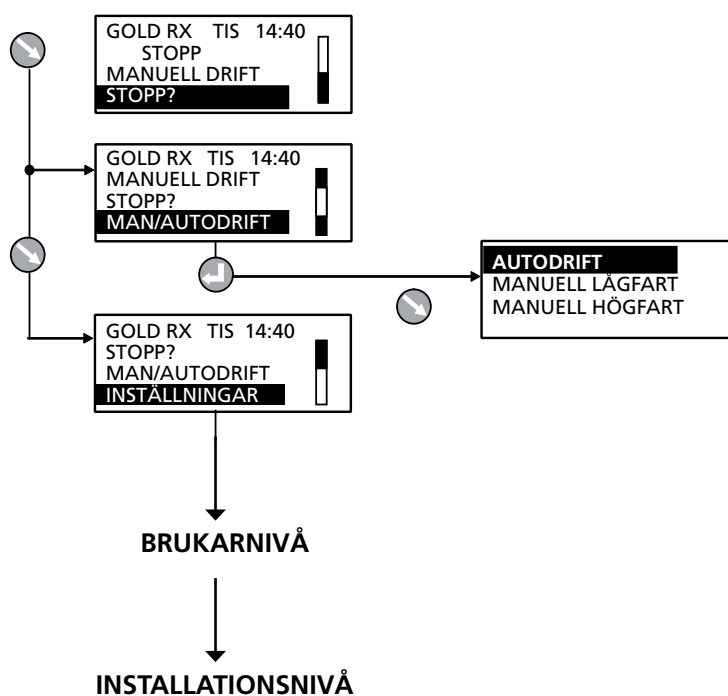 GOLD RX TIS 14:40
STOPP
MANUELL DRIFT
STOPP?
GOLD RX TIS 14:40
MANUELL DRIFT
STOPP?
MAN/AUTODRIFT
AUTODRIFT
MANUELL LÅGFART
MANUELL HÖGFART
GOLD RX TIS 14:40
STOPP?
MAN/AUTODRIFT
INSTÄLLNINGAR
BRUKARNIVÅ
INSTALLATIONSNIVÅ